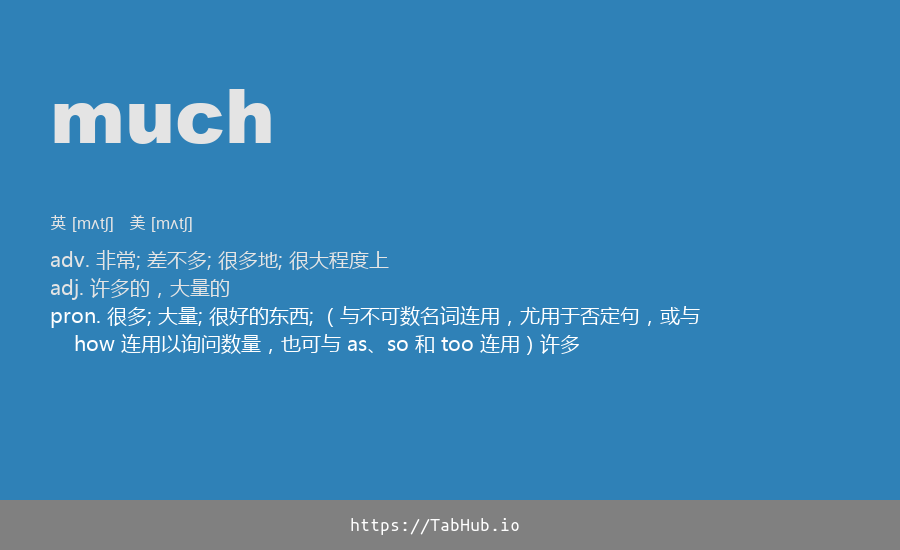 much
英 [mʌtʃ] 美 [mʌtʃ]
adv. 非常; 差不多; 很多地; 很大程度上
adj. 许多的，大量的
pron. 很多; 大量; 很好的东西; （与不可数名词连用，尤用于否定句，或与
how 连用以询问数量，也可与 as、so 和 too 连用）许多
https://TabHub.io